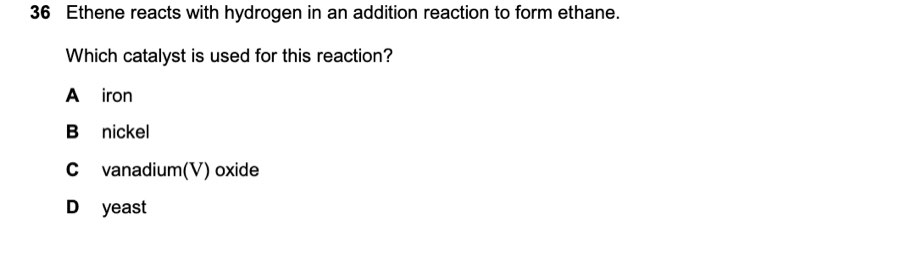 36 Ethene reacts with hydrogen in an addition reaction to form ethane.
Which catalyst is used for this reaction?
A iron
B nickel
C vanadium(V) oxide
D yeast